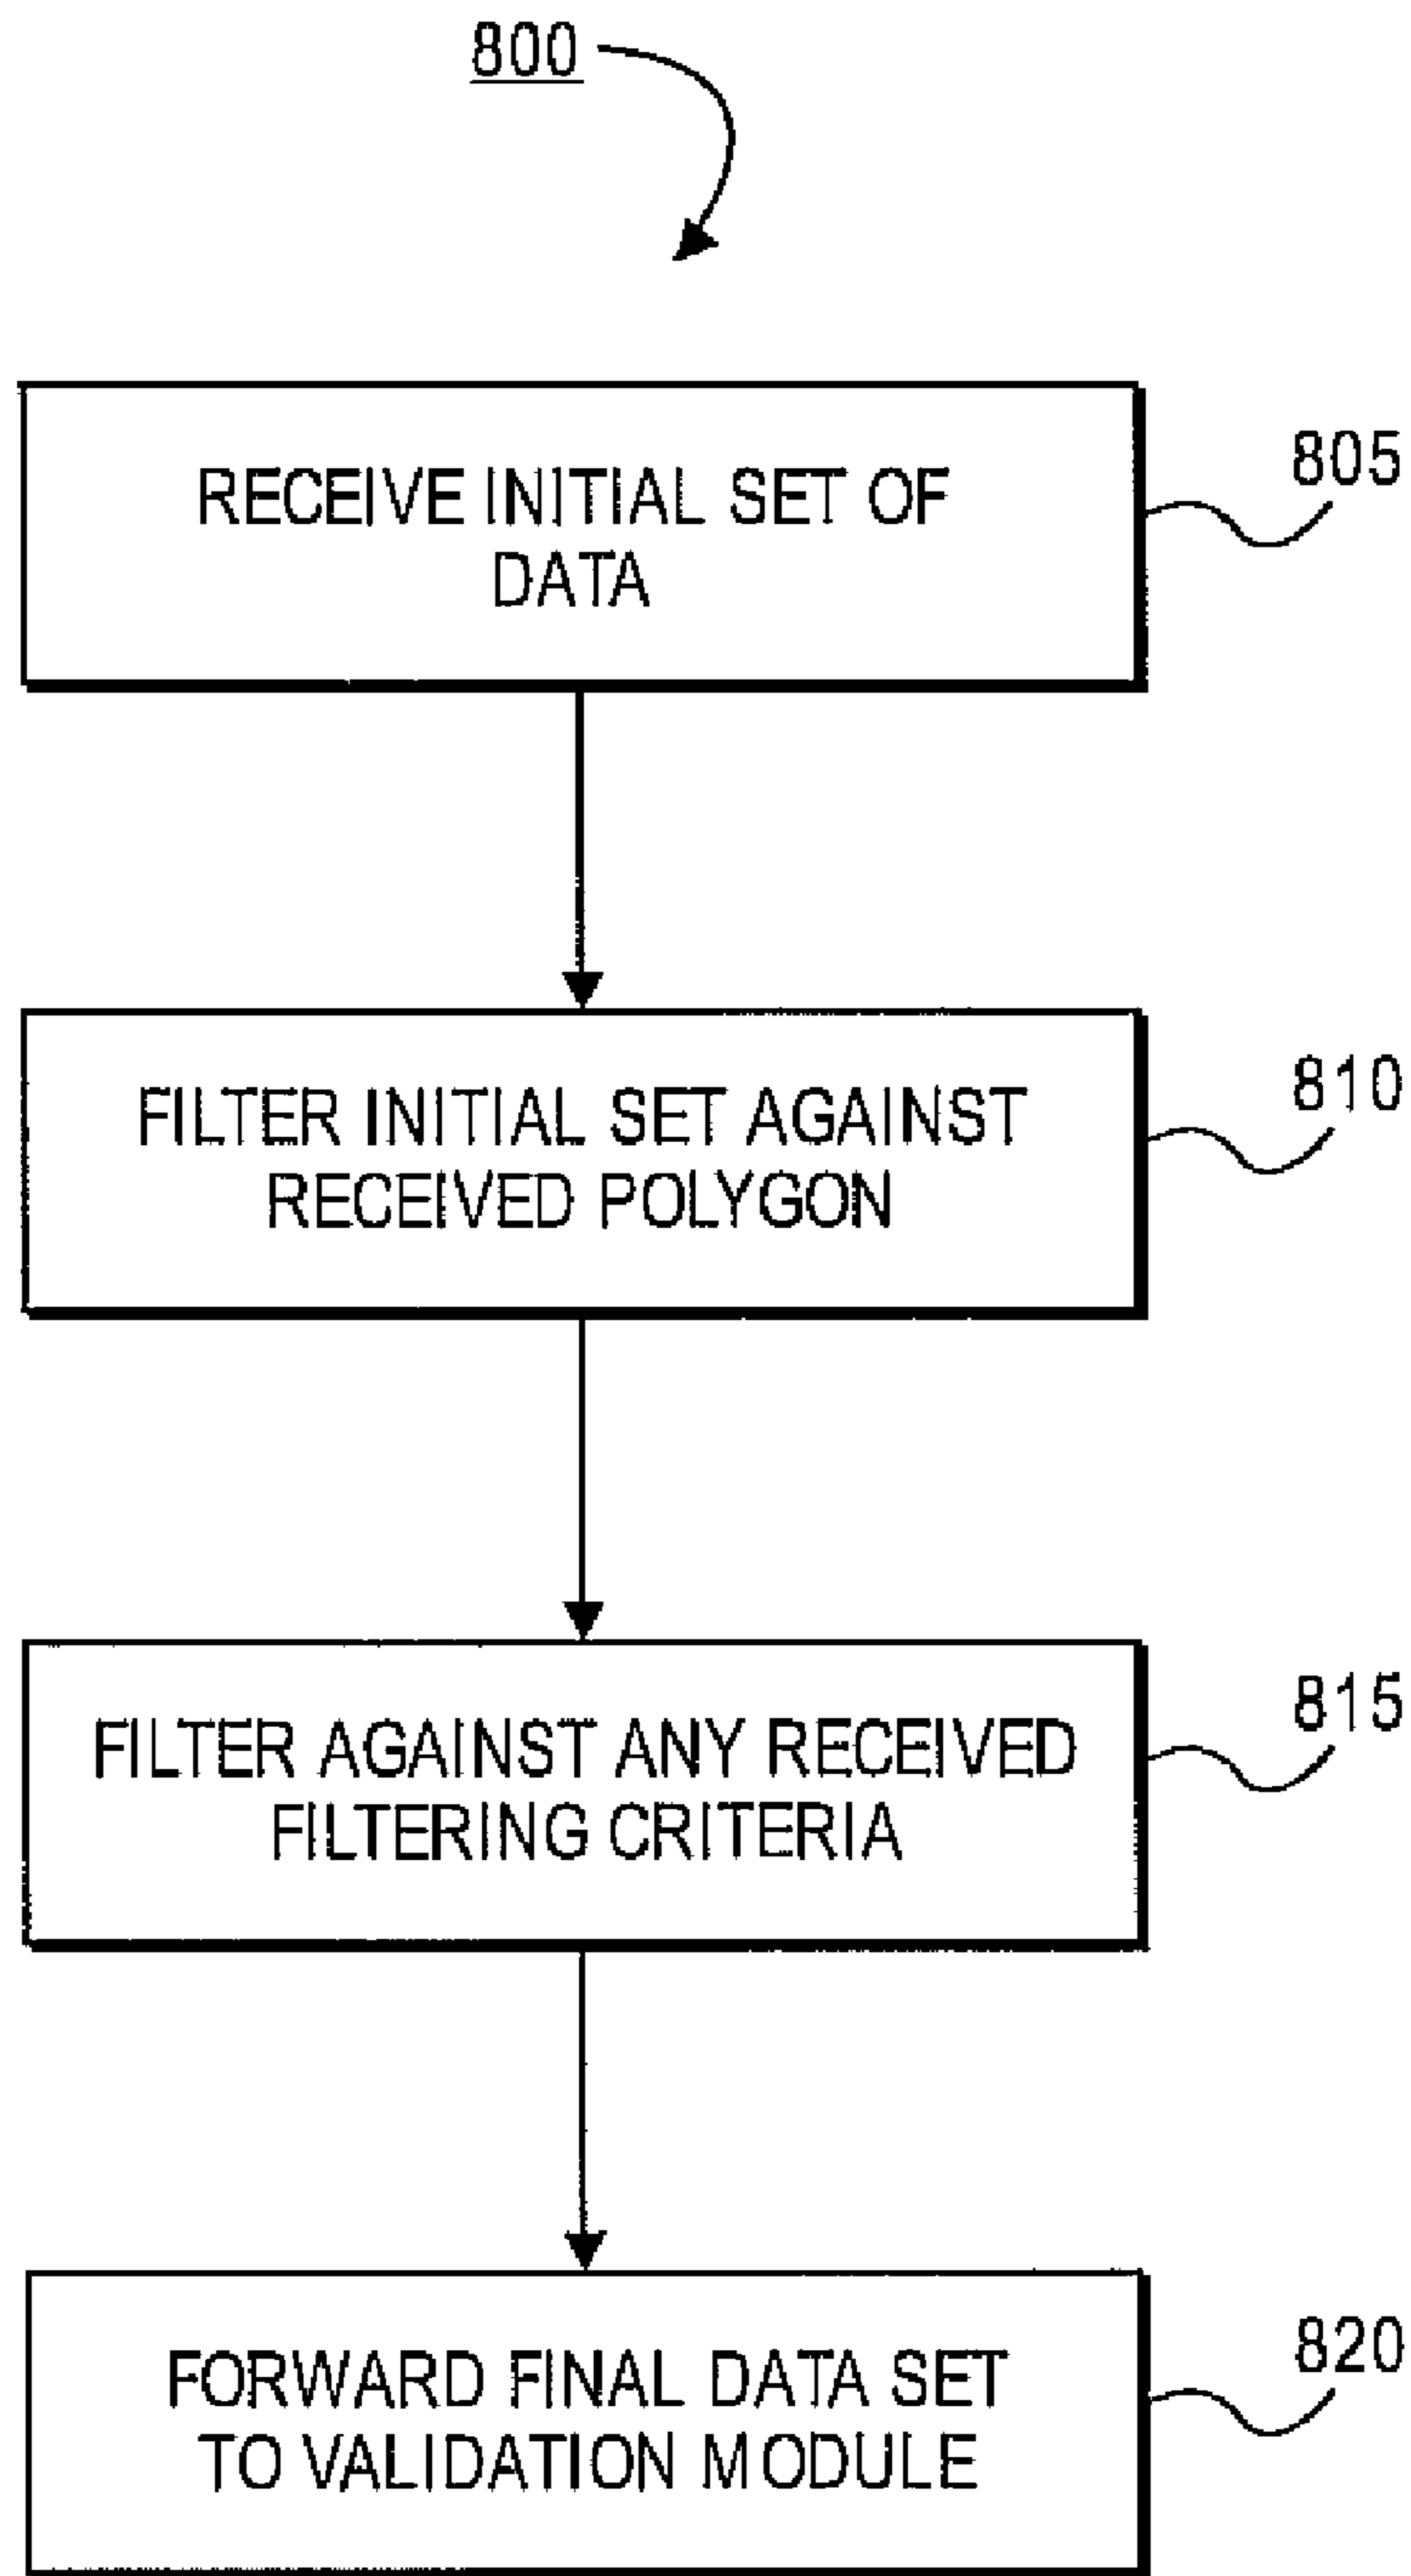 800
RECEIVE INITIAL SET OF
DATA
805
FILTER INITIAL SET AGAINST
RECEIVED POLYGON
810
FILTER AGAINST ANY RECEIVED
FILTERING CRITERIA
815
FORWARD FINAL DATA SET
TO VALIDATION MODULE
820